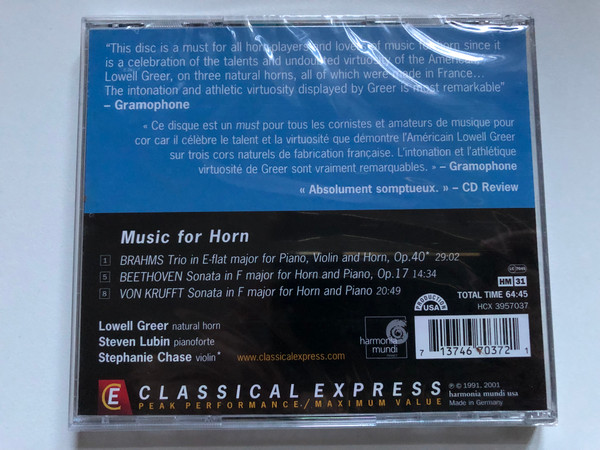 "This disc is a must for all horn players and lovers of music for horn since it
is a celebration of the talents and undoubted virtuosity of the American
Lowell Greer, on three natural horns, all of which were made in France...
The intonation and athletic virtuosity displayed by Greer is most remarkable"
– Gramophone
« Ce disque est un must pour tous les cornistes et amateurs de musique pour
cor car il célèbre le talent et la virtuosité que démontre l'Américain Lowell Greer
sur trois cors naturels de fabrication française. L'intonation et l'athlétique
virtuosité de Greer sont vraiment remarquables. » – Gramophone
« Absolument somptueux. » – CD Review
Music for Horn
1 BRAHMS Trio in E-flat major for Piano, Violin and Horn, Op.40* 29:02
5 BEETHOVEN Sonata in F major for Horn and Piano, Op.17 14:34
8 VON KRUFFT Sonata in F major for Horn and Piano 20:49
HM 31
TOTAL TIME 64:45
HCX 3957037
PRODUCTION USA
Lowell Greer natural horn
Steven Lubin pianoforte
Stephanie Chase violin*
www.classicalexpress.com
harmonia
mundi
7 13746 70372 1
CE CLASSICAL EXPRESS
PEAK PERFORMANCE/MAXIMUM VALUE
℗ © 1991, 2001
harmonia mundi usa
Made in Germany